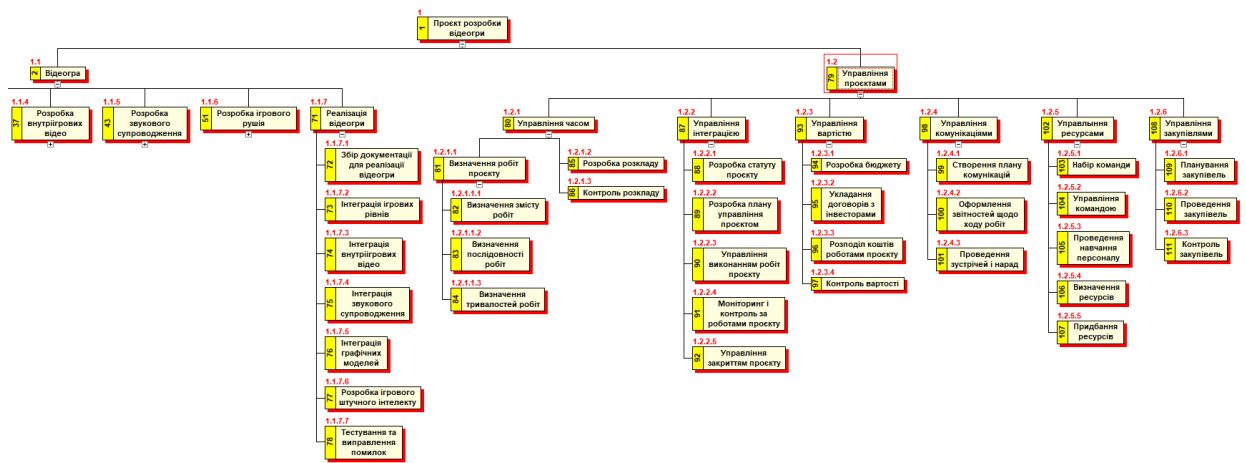 1
1
Проєкт розробки
відеогри
1.1
2
Відеогра
1.2
79
Управління
проєктами
1.1.4
37
Розробка
внутріігрових
відео
1.1.5
43
Розробка
звукового
супроводження
1.1.6
51
Розробка ігрового
рушія
1.1.7
71
Реалізація
відеогри
1.1.7.1
72
Збір документації
для реалізації
відеогри
1.1.7.2
73
Інтеграція ігрових
рівнів
1.1.7.3
74
Інтеграція
внутріігрових
відео
1.1.7.4
75
Інтеграція
звукового
супроводження
1.1.7.5
76
Інтеграція
графічних
моделей
1.1.7.6
77
Розробка ігрового
штучного інтелекту
1.1.7.7
78
Тестування та
виправлення
помилок
1.2.1
80
Управління часом
1.2.1.1
81
Визначення робіт
проєкту
1.2.1.1.1
82
Визначення змісту
робіт
1.2.1.1.2
83
Визначення
послідовності
робіт
1.2.1.1.3
84
Визначення
тривалостей робіт
1.2.1.2
85
Розробка розкладу
1.2.1.3
86
Контроль розкладу
1.2.2
87
Управління
інтеграцією
1.2.2.1
88
Розробка статуту
проєкту
1.2.2.2
89
Розробка плану
управління
проєктом
1.2.2.3
90
Управління
виконанням робіт
проєкту
1.2.2.4
91
Моніторинг і
контроль за
роботами проєкту
1.2.2.5
92
Управління
закриттям проєкту
1.2.3
93
Управління
вартістю
1.2.3.1
94
Розробка бюджету
1.2.3.2
95
Укладання
договорів з
інвесторами
1.2.3.3
96
Розподіл коштів
роботами проєкту
1.2.3.4
97
Контроль вартості
1.2.4
98
Управління
комунікаціями
1.2.4.1
99
Створення плану
комунікацій
1.2.4.2
100
Оформлення
звітностей щодо
ходу робіт
1.2.4.3
101
Проведення
зустрічей і нарад
1.2.5
102
Управлыння
ресурсами
1.2.5.1
103
Набір команди
1.2.5.2
104
Управління
командою
1.2.5.3
105
Проведення
навчання
персоналу
1.2.5.4
106
Визначення
ресурсів
1.2.5.5
107
Придбання
ресурсів
1.2.6
108
Управління
закупівлями
1.2.6.1
109
Планування
закупівель
1.2.6.2
110
Проведення
закупівель
1.2.6.3
111
Контроль
закупівель